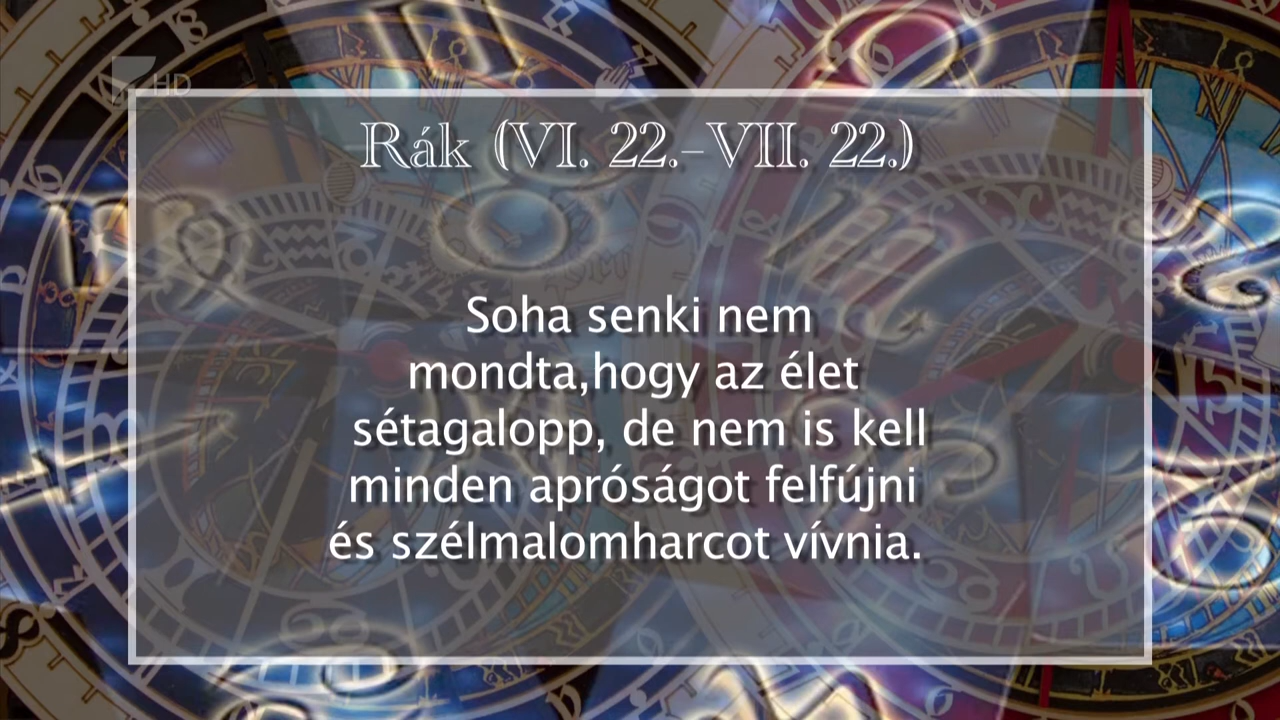 HD
Rák (VI. 22.–VII. 22.)
Soha senki nem
mondta,hogy az élet
sétagalopp, de nem is kell
minden apróságot felfújni
és szélmalomharcot vívnia.